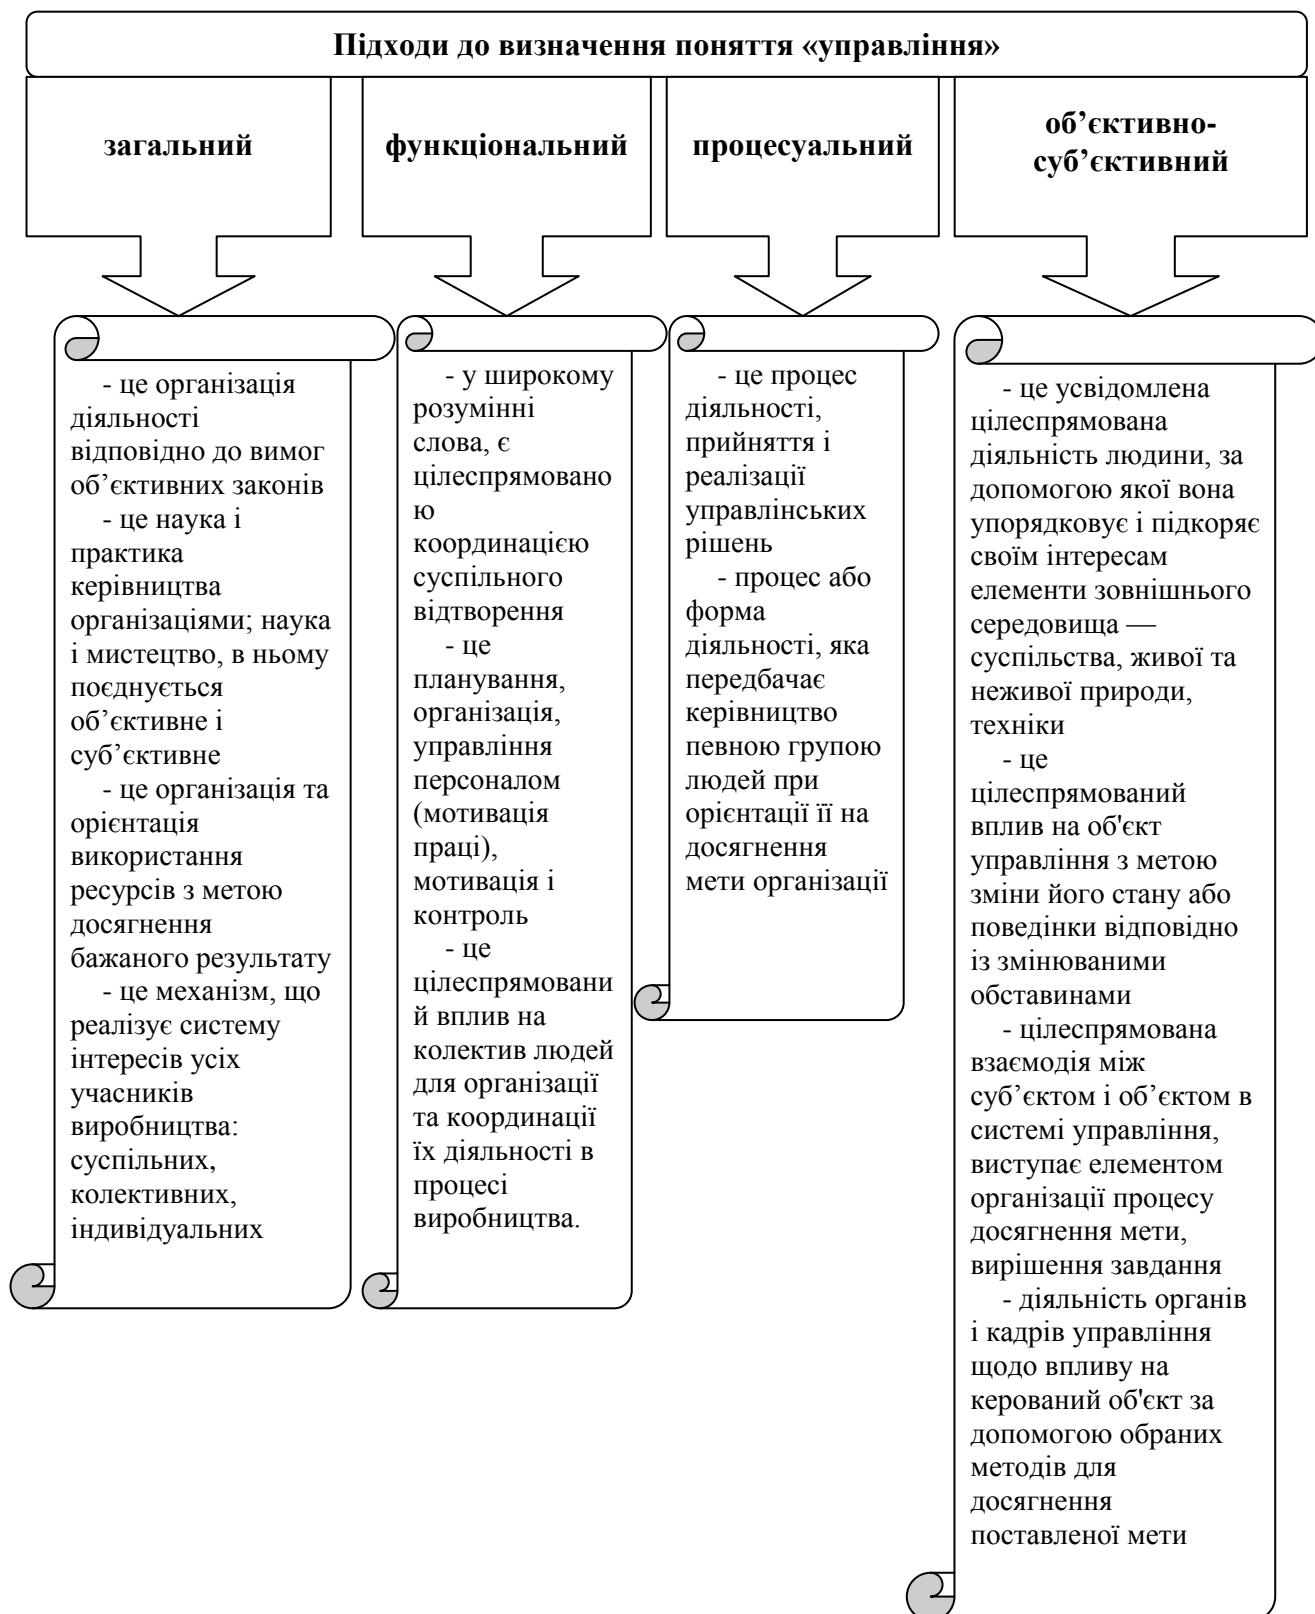 Підходи до визначення поняття «управління»
загальний
функціональний
процесуальний
об’єктивно-
суб’єктивний
- це організація
діяльності
відповідно до вимог
об’єктивних законів
- це наука і
практика
керівництва
організаціями; наука
і мистецтво, в ньому
поєднується
об’єктивне і
суб’єктивне
- це організація та
орієнтація
використання
ресурсів з метою
досягнення
бажаного результату
- це механізм, що
реалізує систему
інтересів усіх
учасників
виробництва:
суспільних,
колективних,
індивідуальних
- у широкому
розумінні
слова, є
цілеспрямовано
ю
координацією
суспільного
відтворення
- це
планування,
організація,
управління
персоналом
(мотивація
праці),
мотивація і
контроль
- це
цілеспрямовани
й вплив на
колектив людей
для організації
та координації
їх діяльності в
процесі
виробництва.
- це процес
діяльності,
прийняття і
реалізації
управлінських
рішень
- процес або
форма
діяльності, яка
передбачає
керівництво
певною групою
людей при
орієнтації її на
досягнення
мети організації
- це усвідомлена
цілеспрямована
діяльність людини, за
допомогою якої вона
упорядковує і підкоряє
своїм інтересам
елементи зовнішнього
середовища —
суспільства, живої та
неживої природи,
техніки
- це
цілеспрямований
вплив на об'єкт
управління з метою
зміни його стану або
поведінки відповідно
із змінюваними
обставинами
- цілеспрямована
взаємодія між
суб’єктом і об’єктом в
системі управління,
виступає елементом
організації процесу
досягнення мети,
вирішення завдання
- діяльність органів
і кадрів управління
щодо впливу на
керований об'єкт за
допомогою обраних
методів для
досягнення
поставленої мети